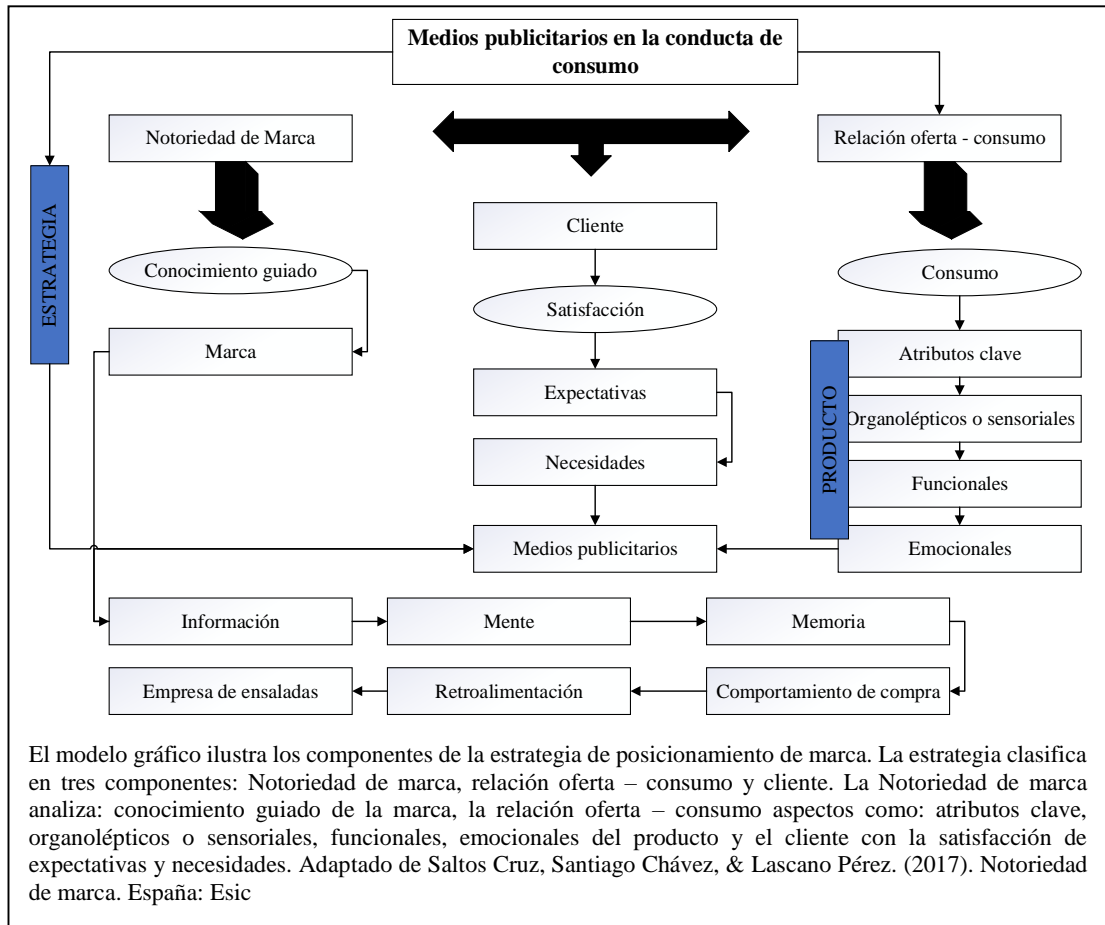 Medios publicitarios en la conducta de
consumo
Notoriedad de Marca
Relación oferta - consumo
ESTRATEGIA
Cliente
Conocimiento guiado
Consumo
Satisfacción
Marca
Atributos clave
PRODUCTO
Expectativas
Organolépticos o sensoriales
Necesidades
Funcionales
Medios publicitarios
Emocionales
Información
Mente
Memoria
Empresa de ensaladas
Retroalimentación
Comportamiento de compra
El modelo gráfico ilustra los componentes de la estrategia de posicionamiento de marca. La estrategia clasifica
en tres componentes: Notoriedad de marca, relación oferta – consumo y cliente. La Notoriedad de marca
analiza: conocimiento guiado de la marca, la relación oferta – consumo aspectos como: atributos clave,
organolépticos o sensoriales, funcionales, emocionales del producto y el cliente con la satisfacción de
expectativas y necesidades. Adaptado de Saltos Cruz, Santiago Chávez, & Lascano Pérez. (2017). Notoriedad
de marca. España: Esic